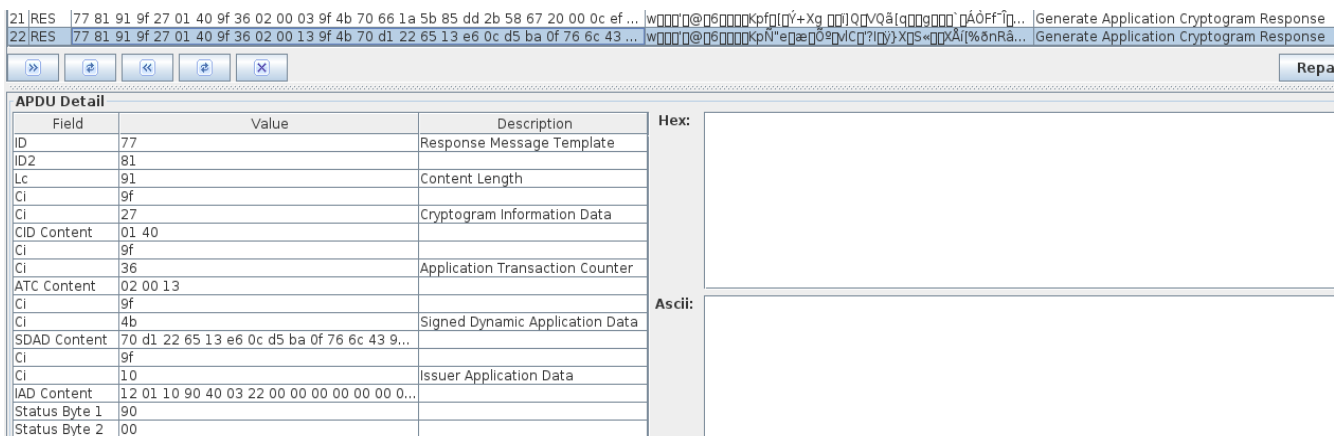 21 RES 77 81 91 9f 27 01 40 9f 36 02 00 03 9f 4b 70 66 1a 5b 85 dd 2b 58 67 20 00 0c ef ... Generate Application Cryptogram Response
22 RES 77 81 91 9f 27 01 40 9f 36 02 00 13 9f 4b 70 d1 22 65 13 e6 0c d5 ba 0f 76 6c 43 ... Generate Application Cryptogram Response
Repa
APDU Detail
Field Value Description Hex:
ID 77 Response Message Template
ID2 81
Lc 91 Content Length
Ci 9f
Ci 27 Cryptogram Information Data
CID Content 01 40
Ci 9f
Ci 36 Application Transaction Counter
ATC Content 02 00 13
Ci 9f Ascii:
Ci 4b Signed Dynamic Application Data
SDAD Content 70 d1 22 65 13 e6 0c d5 ba 0f 76 6c 43 9...
Ci 9f
Ci 10 Issuer Application Data
IAD Content 12 01 10 90 40 03 22 00 00 00 00 00 00 0...
Status Byte 1 90
Status Byte 2 00